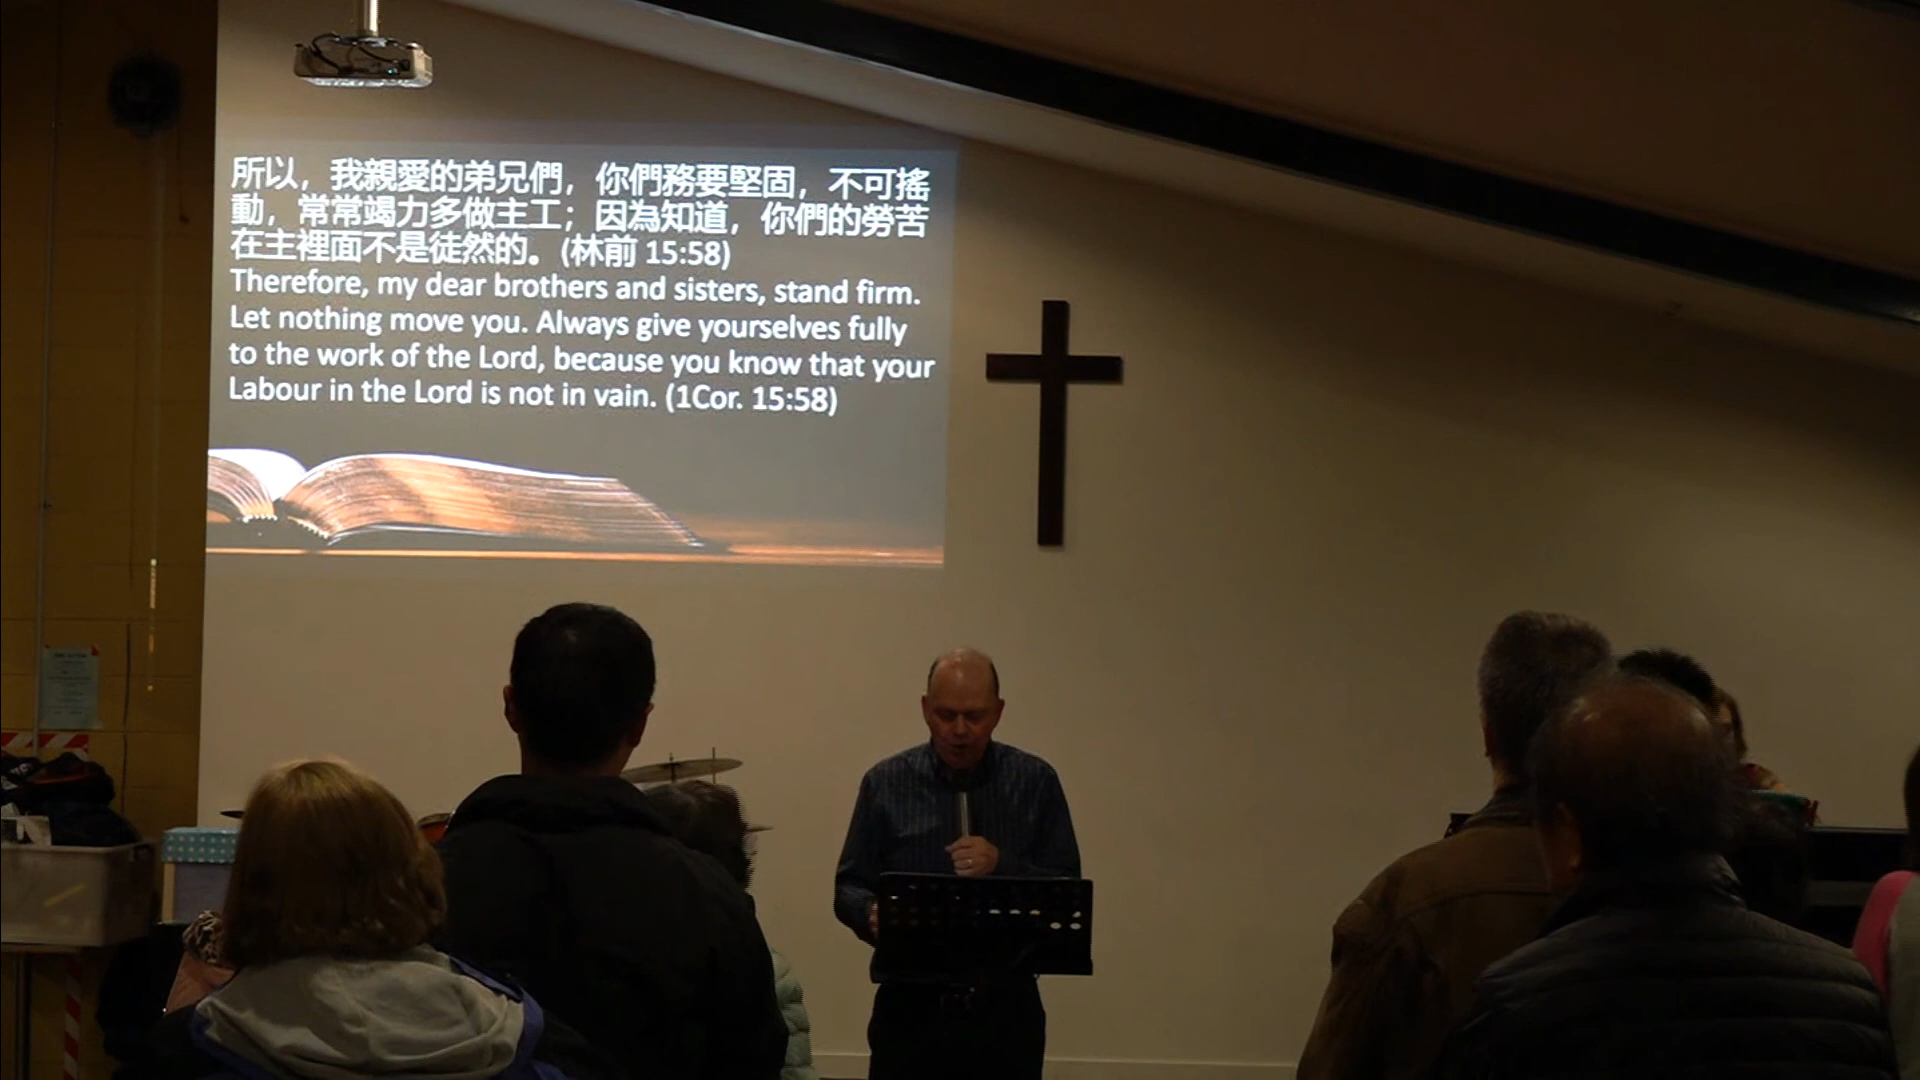 所以，我親愛的弟兄們，你們務要堅固，不可搖
動，常常竭力多做主工；因為知道，你們的勞苦
在主裡面不是徒然的。(林前 15:58)
Therefore, my dear brothers and sisters, stand firm.
Let nothing move you. Always give yourselves fully
to the work of the Lord, because you know that your
Labour in the Lord is not in vain. (1Cor. 15:58)